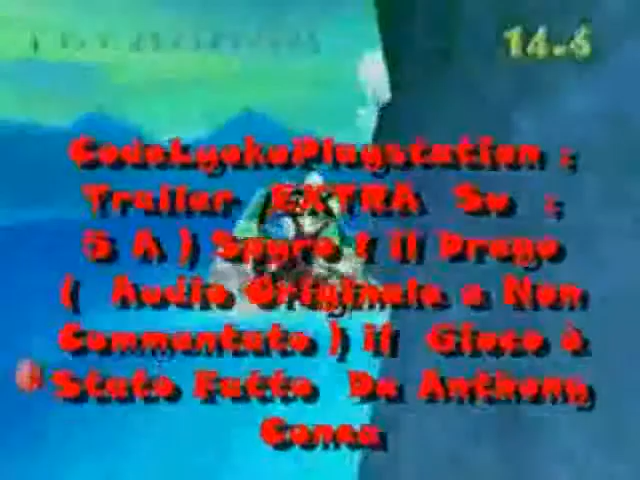 14.6
CodeLyokoPlaystation :
Trailer EXTRA Su :
5 A ) Spyro { il Drago
( Audio Originale e Non
Commentato ) il Gioco è
Stato Fatto Da Anthony